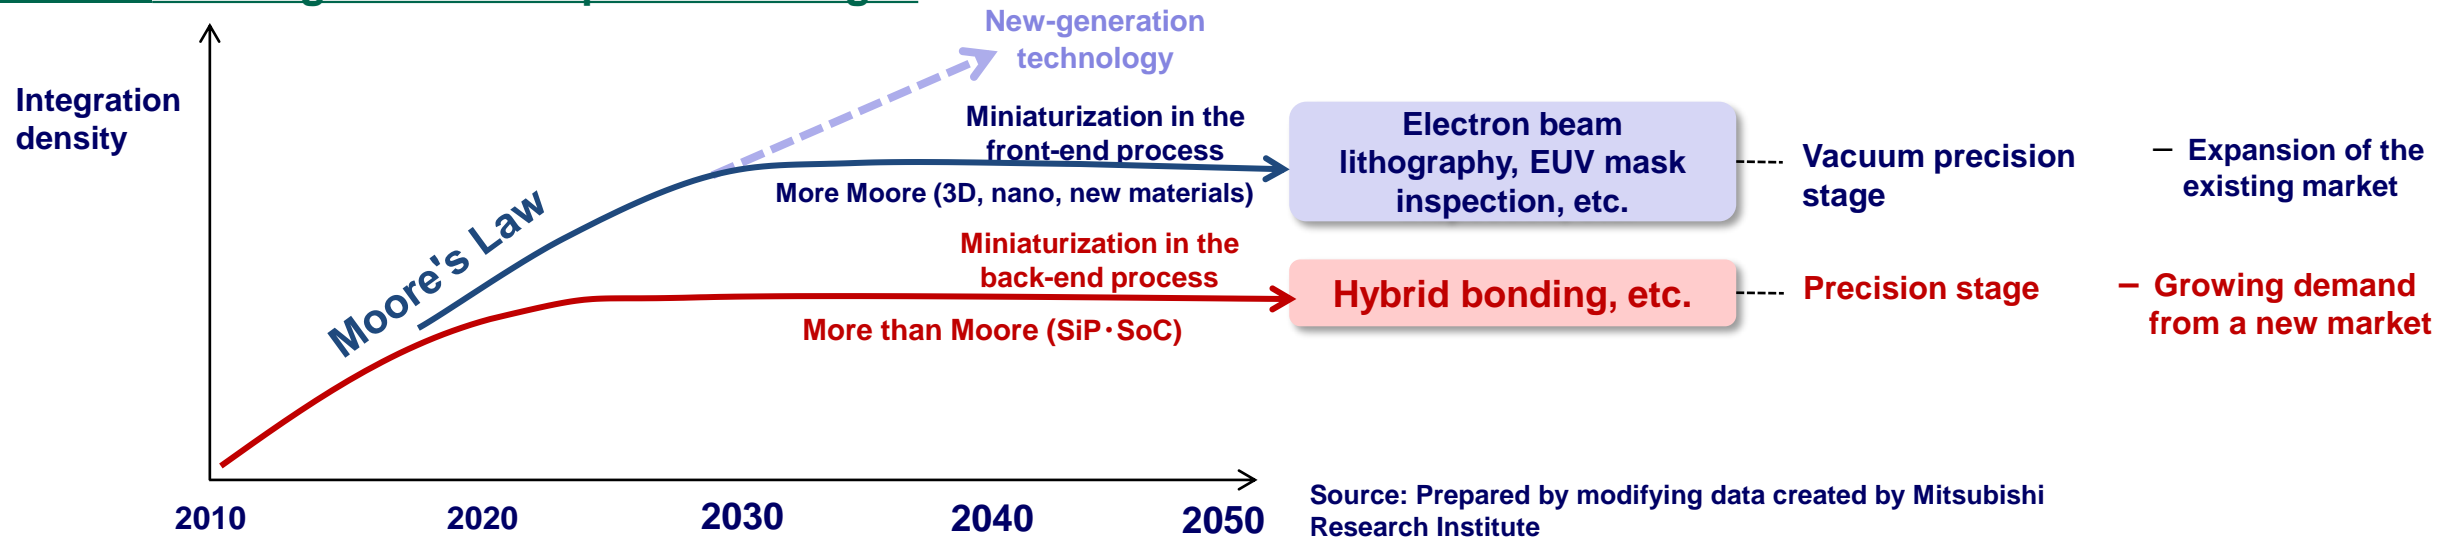 New-generation
technology
Integration
density
Miniaturization in the
front-end process
More Moore (3D, nano, new materials)
Electron beam
lithography, EUV mask
inspection, etc.
Vacuum precision
stage
– Expansion of the
existing market
Moore's Law
Miniaturization in the
back-end process
More than Moore (SiP・SoC)
Hybrid bonding, etc.
Precision stage
– Growing demand
from a new market
2010
2020
2030
2040
2050
Source: Prepared by modifying data created by Mitsubishi
Research Institute